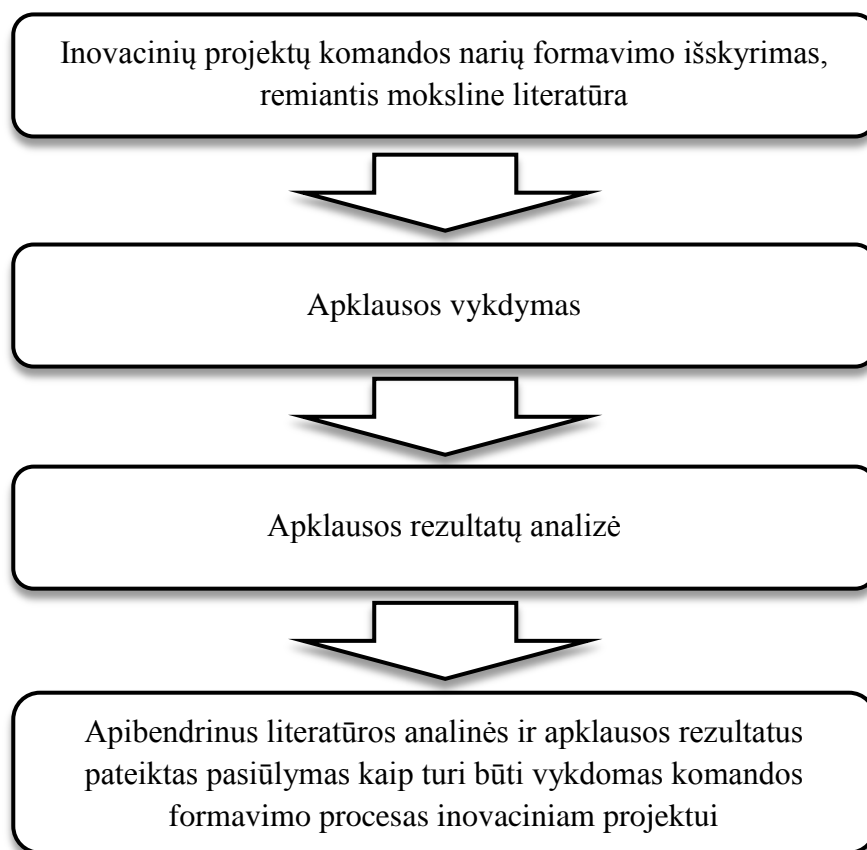 Inovacinių projektų komandos narių formavimo išskyrimas,
remiantis moksline literatūra
Apklausos vykdymas
Apklausos rezultatų analizė
Apibendrinus literatūros analinės ir apklausos rezultatus
pateiktas pasiūlymas kaip turi būti vykdomas komandos
formavimo procesas inovaciniam projektui